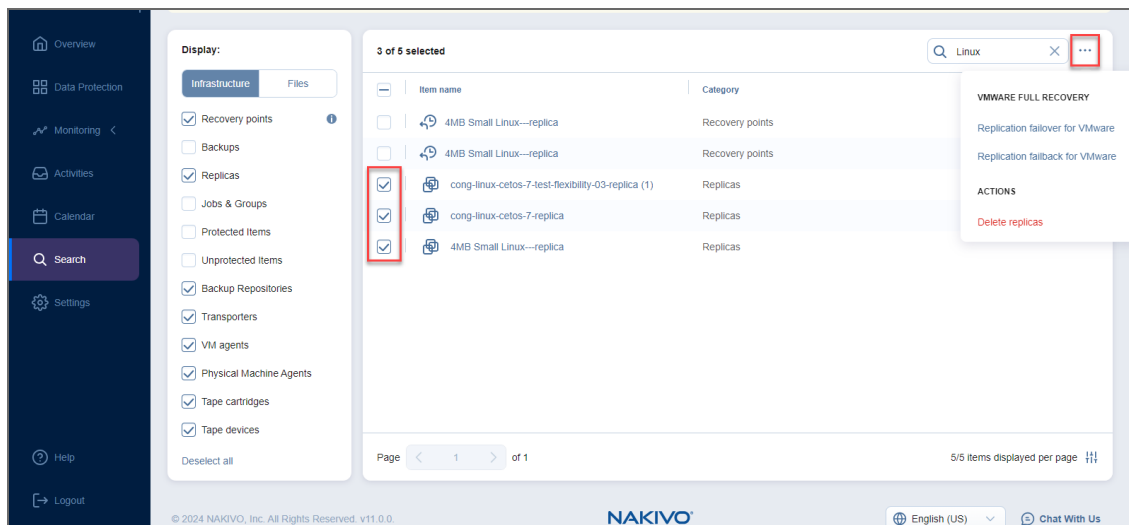 Overview
Data Protection
Monitoring
Activities
Calendar
Search
Settings
Help
Logout
Display:
Infrastructure
Files
Recovery points
Backups
Replicas
Jobs & Groups
Protected Items
Unprotected Items
Backup Repositories
Transporters
VM agents
Physical Machine Agents
Tape cartridges
Tape devices
Deselect all
3 of 5 selected
Linux
Item name
Category
4MB Small Linux---replica
Recovery points
4MB Small Linux---replica
Recovery points
cong-linux-cetos-7-test-flexibility-03-replica (1)
Replicas
cong-linux-cetos-7-replica
Replicas
4MB Small Linux---replica
Replicas
VMWARE FULL RECOVERY
Replication failover for VMware
Replication failback for VMware
ACTIONS
Delete replicas
Page
1
of 1
5/5 items displayed per page
© 2024 NAKIVO, Inc. All Rights Reserved. v11.0.0.
NAKIVO®
English (US)
Chat With Us